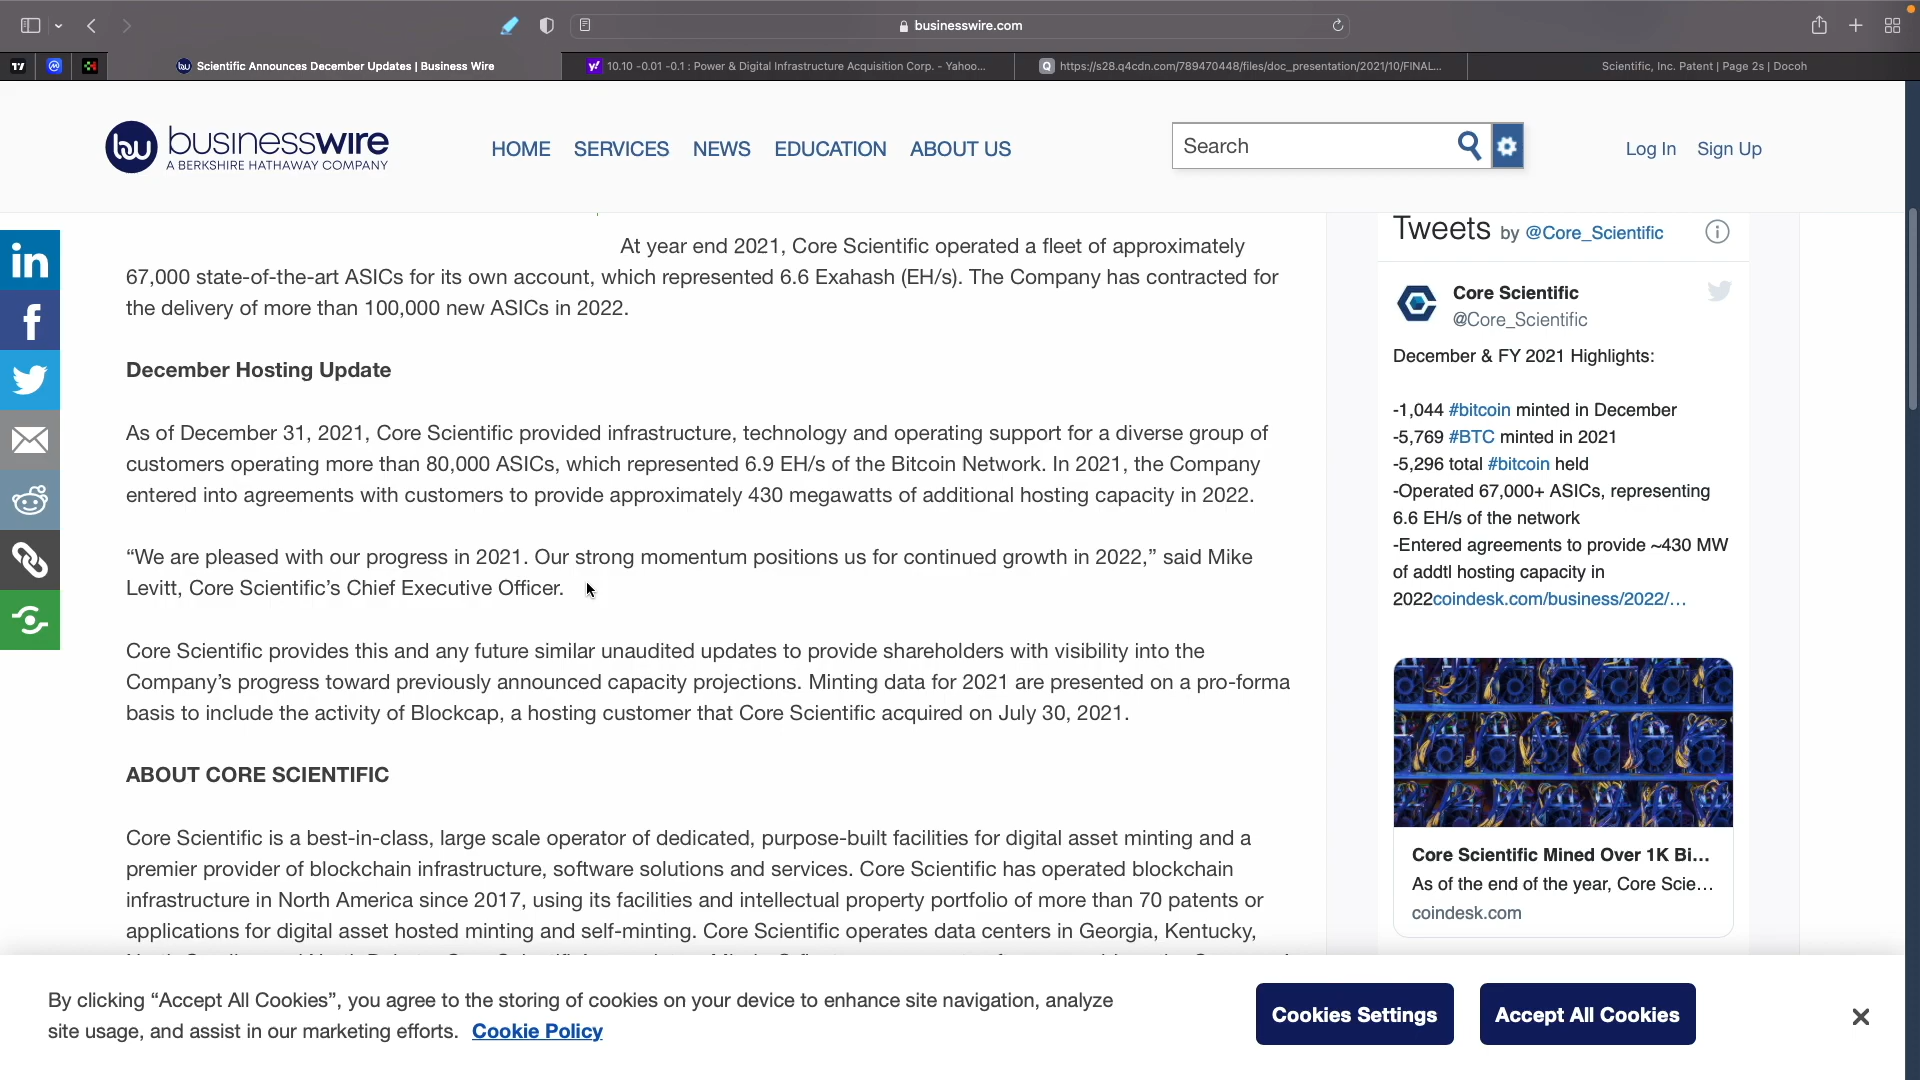 businesswire.com
Scientific Announces December Updates | Business Wire
10.10 -0.01 -0.1 : Power & Digital Infrastructure Acquisition Corp. - Yahoo...
https://s28.q4cdn.com/789470448/files/doc_presentation/2021/10/FINAL...
Scientific, Inc. Patent | Page 2s | Docoh
businesswire
A BERKSHIRE HATHAWAY COMPANY
HOME SERVICES NEWS EDUCATION ABOUT US
Search
Log In Sign Up
At year end 2021, Core Scientific operated a fleet of approximately
67,000 state-of-the-art ASICs for its own account, which represented 6.6 Exahash (EH/s). The Company has contracted for
the delivery of more than 100,000 new ASICs in 2022.
December Hosting Update
As of December 31, 2021, Core Scientific provided infrastructure, technology and operating support for a diverse group of
customers operating more than 80,000 ASICs, which represented 6.9 EH/s of the Bitcoin Network. In 2021, the Company
entered into agreements with customers to provide approximately 430 megawatts of additional hosting capacity in 2022.
“We are pleased with our progress in 2021. Our strong momentum positions us for continued growth in 2022,” said Mike
Levitt, Core Scientific’s Chief Executive Officer.
Core Scientific provides this and any future similar unaudited updates to provide shareholders with visibility into the
Company’s progress toward previously announced capacity projections. Minting data for 2021 are presented on a pro-forma
basis to include the activity of Blockcap, a hosting customer that Core Scientific acquired on July 30, 2021.
ABOUT CORE SCIENTIFIC
Core Scientific is a best-in-class, large scale operator of dedicated, purpose-built facilities for digital asset minting and a
premier provider of blockchain infrastructure, software solutions and services. Core Scientific has operated blockchain
infrastructure in North America since 2017, using its facilities and intellectual property portfolio of more than 70 patents or
applications for digital asset hosted minting and self-minting. Core Scientific operates data centers in Georgia, Kentucky,
Tweets by @Core_Scientific
Core Scientific
@Core_Scientific
December & FY 2021 Highlights:
-1,044 #bitcoin minted in December
-5,769 #BTC minted in 2021
-5,296 total #bitcoin held
-Operated 67,000+ ASICs, representing
6.6 EH/s of the network
-Entered agreements to provide ~430 MW
of addtl hosting capacity in
2022coindesk.com/business/2022/…
Core Scientific Mined Over 1K Bi...
As of the end of the year, Core Scie...
coindesk.com
By clicking “Accept All Cookies”, you agree to the storing of cookies on your device to enhance site navigation, analyze
site usage, and assist in our marketing efforts. Cookie Policy
Cookies Settings
Accept All Cookies